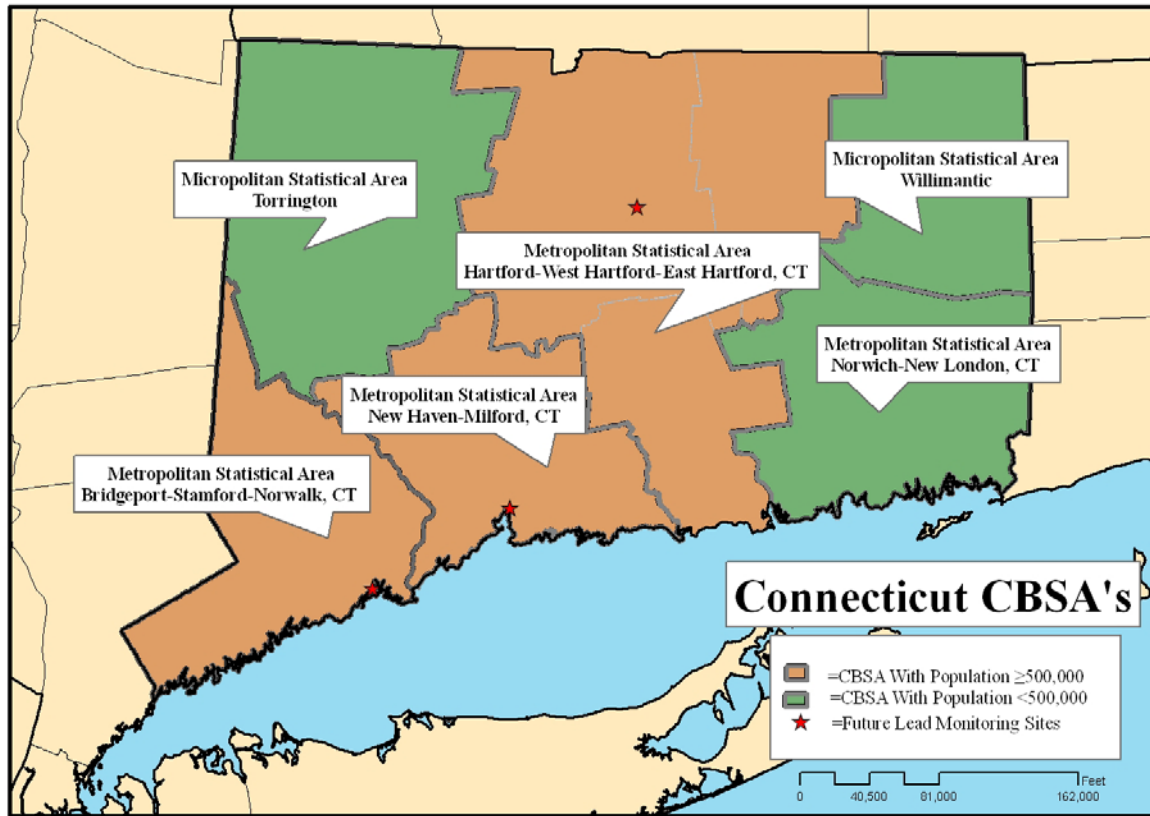 Micropolitan Statistical Area
Torrington
Micropolitan Statistical Area
Willimantic
Metropolitan Statistical Area
Hartford-West Hartford-East Hartford, CT
Metropolitan Statistical Area
Norwich-New London, CT
Metropolitan Statistical Area
New Haven-Milford, CT
Metropolitan Statistical Area
Bridgeport-Stamford-Norwalk, CT
Connecticut CBSA's
=CBSA With Population ≥500,000
=CBSA With Population <500,000
=Future Lead Monitoring Sites
Feet
0 40,500 81,000 162,000